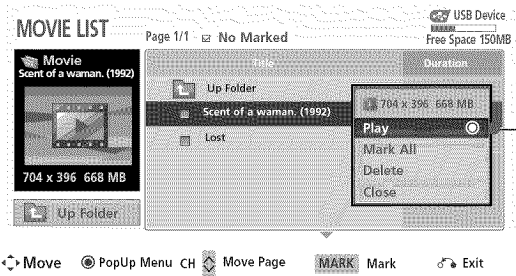 MOVIE LIST
Page 1/1 No Marked
USB Device
Free Space 150MB
Movie
Scent of a waman. (1992)
704 x 396 668 MB
Up Folder
Title Duration
Up Folder
Scent of a waman. (1992)
Lost
704 x 396 668 MB
Play
Mark All
Delete
Close
Move PopUp Menu CH Move Page MARK Mark Exit